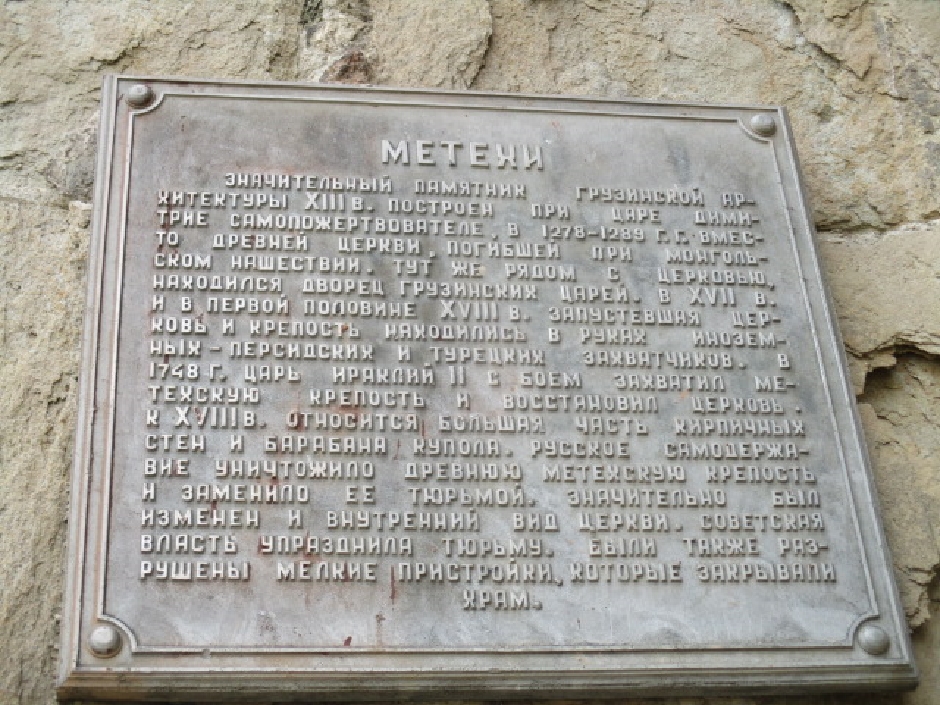 МЕТЕХИ
ЗНАЧИТЕЛЬНЫЙ ПАМЯТНИК ГРУЗИНСКОЙ АР-
ХИТЕКТУРЫ XIII В. ПОСТРОЕН ПРИ ЦАРЕ ДИМИ-
ТРИЕ САМОПОЖЕРТВОВАТЕЛЕ, В 1278-1289 Г.Г. ВМЕС-
ТО ДРЕВНЕЙ ЦЕРКВИ, ПОГИБШЕЙ ПРИ МОНГОЛЬ-
СКОМ НАШЕСТВИИ. ТУТ ЖЕ РЯДОМ С ЦЕРКОВЬЮ,
НАХОДИЛСЯ ДВОРЕЦ ГРУЗИНСКИХ ЦАРЕЙ. В XVII В.
И В ПЕРВОЙ ПОЛОВИНЕ XVIII В. ЗАПУСТЕВШАЯ ЦЕР-
КОВЬ И КРЕПОСТЬ НАХОДИЛИСЬ В РУКАХ ИНОЗЕМ-
НЫХ - ПЕРСИДСКИХ И ТУРЕЦКИХ ЗАХВАТЧИКОВ. В
1748 Г. ЦАРЬ ИРАКЛИЙ II С БОЕМ ЗАХВАТИЛ МЕ-
ТЕХСКУЮ КРЕПОСТЬ И ВОССТАНОВИЛ ЦЕРКОВЬ.
К XVIII В. ОТНОСИТСЯ БОЛЬШАЯ ЧАСТЬ КИРПИЧНЫХ
СТЕН И БАРАБАНА КУПОЛА. РУССКОЕ САМОДЕРЖА-
ВИЕ УНИЧТОЖИЛО ДРЕВНЮЮ МЕТЕХСКУЮ КРЕПОСТЬ
И ЗАМЕНИЛО ЕЕ ТЮРЬМОЙ. ЗНАЧИТЕЛЬНО БЫЛ
ИЗМЕНЕН И ВНУТРЕННИЙ ВИД ЦЕРКВИ. СОВЕТСКАЯ
ВЛАСТЬ УПРАЗДНИЛА ТЮРЬМУ. БЫЛИ ТАКЖЕ РАЗ-
РУШЕНЫ МЕЛКИЕ ПРИСТРОЙКИ, КОТОРЫЕ ЗАКРЫВАЛИ
ХРАМ.